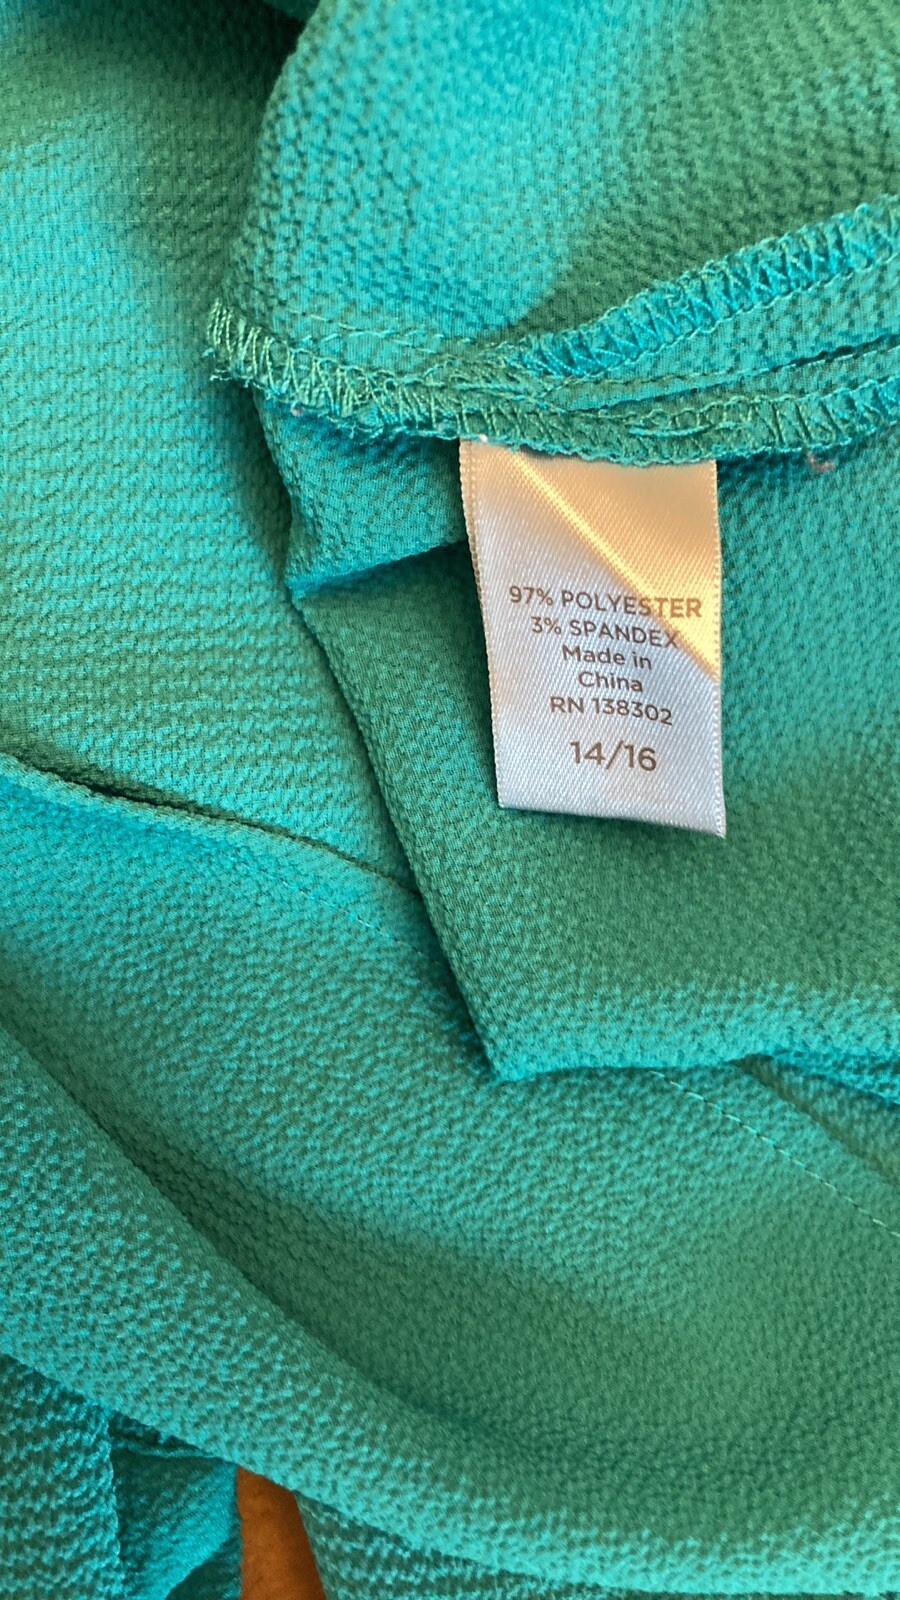 97% POLYESTER
3% SPANDEX
Made in
China
RN 138302
14/16